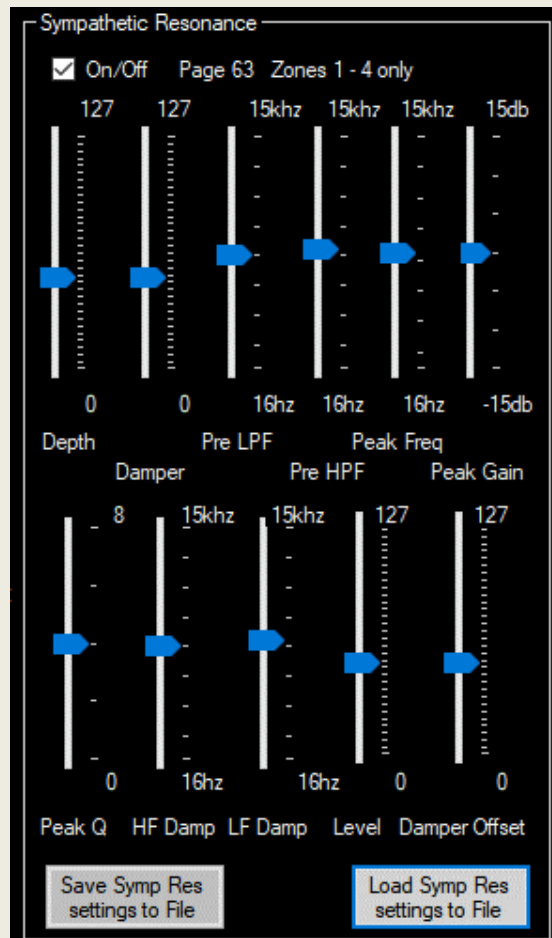 Sympathetic Resonance
On/Off Page 63 Zones 1 - 4 only
127 127 15khz 15khz 15khz 15db
0 0 16hz 16hz 16hz -15db
Depth Pre LPF Peak Freq
Damper Pre HPF Peak Gain
8 15khz 15khz 127 127
0 16hz 16hz 0 0
Peak Q HF Damp LF Damp Level Damper Offset
Save Symp Res
settings to File
Load Symp Res
settings to File